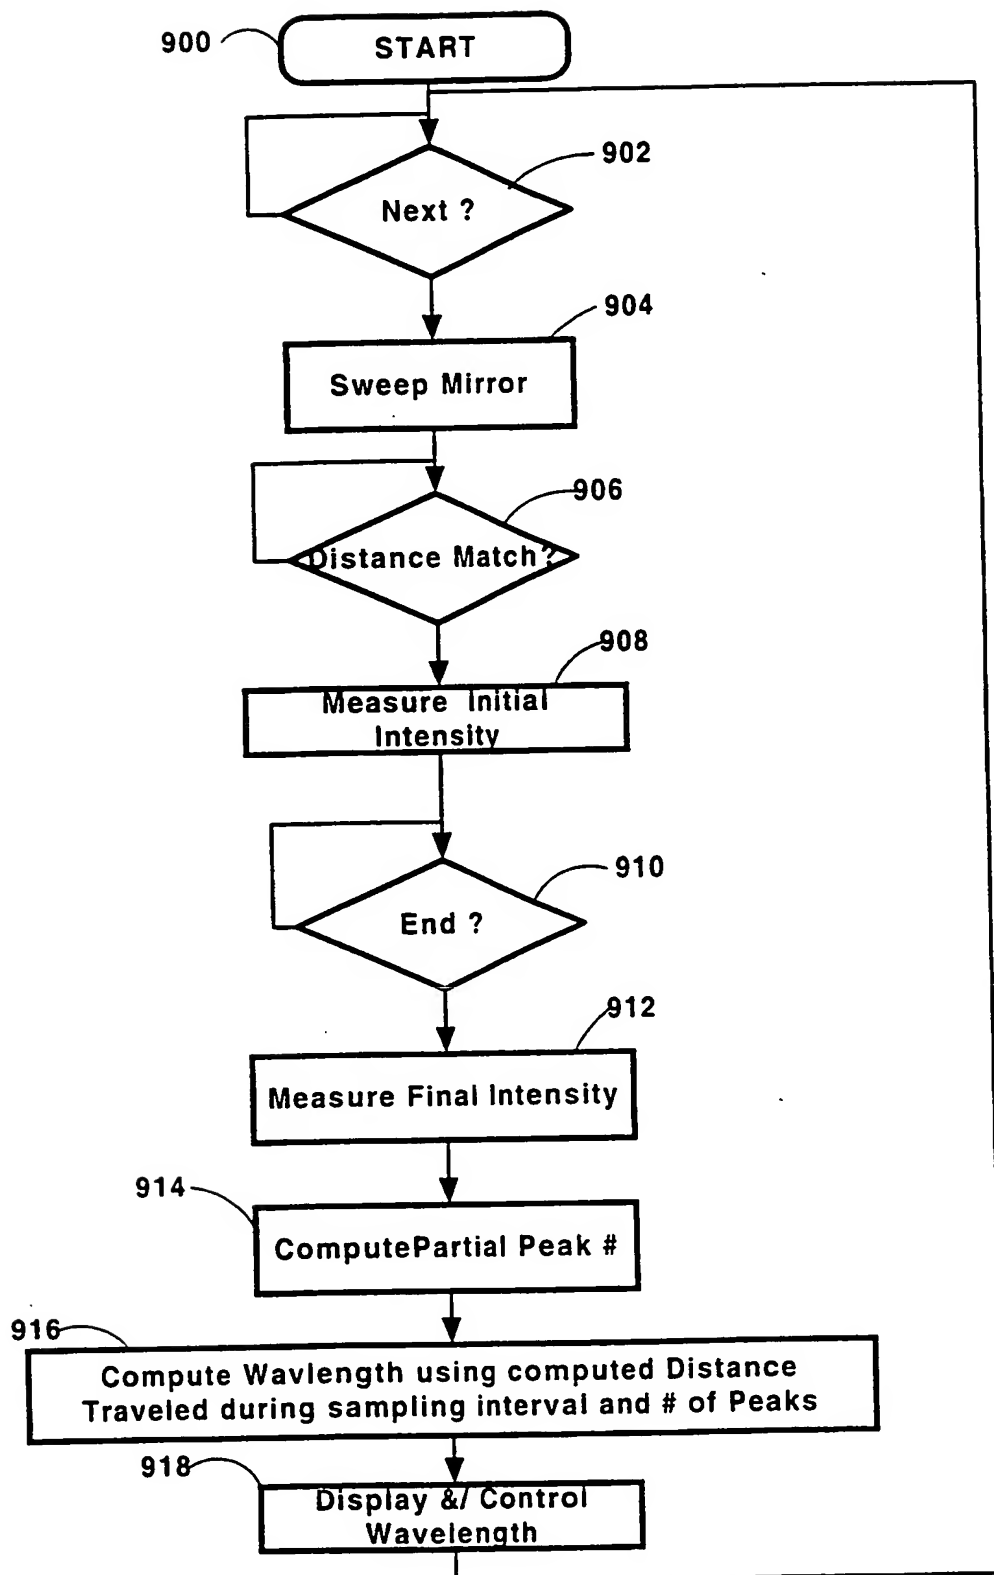 900
START
902
Next ?
904
Sweep Mirror
906
Distance Match?
908
Measure Initial
Intensity
910
End ?
912
Measure Final Intensity
914
ComputePartial Peak #
916
Compute Wavlength using computed Distance
Traveled during sampling interval and # of Peaks
918
Display &/ Control
Wavelength